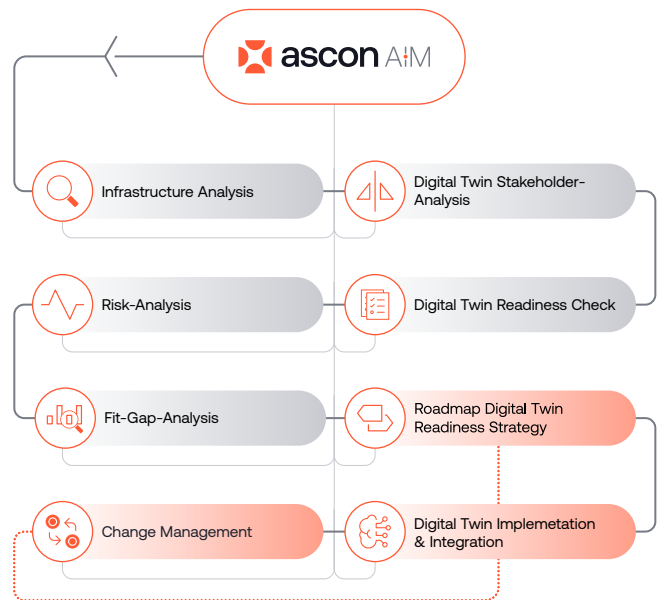 ascon AIM
Infrastructure Analysis
Digital Twin Stakeholder-
Analysis
Risk-Analysis
Digital Twin Readiness Check
Fit-Gap-Analysis
Roadmap Digital Twin
Readiness Strategy
Change Management
Digital Twin Implemetation
& Integration